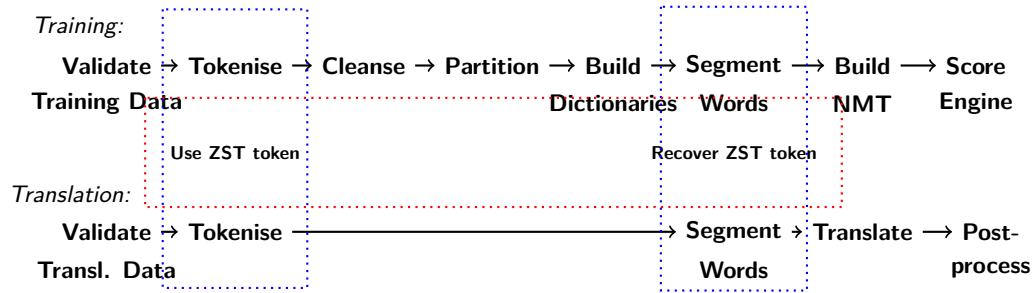 Training:
Validate → Tokenise → Cleanse → Partition → Build → Segment → Build → Score
Training Data Dictionaries Words NMT Engine
Use ZST token Recover ZST token
Translation:
Validate → Tokenise → Segment → Translate → Post-
Transl. Data Words process